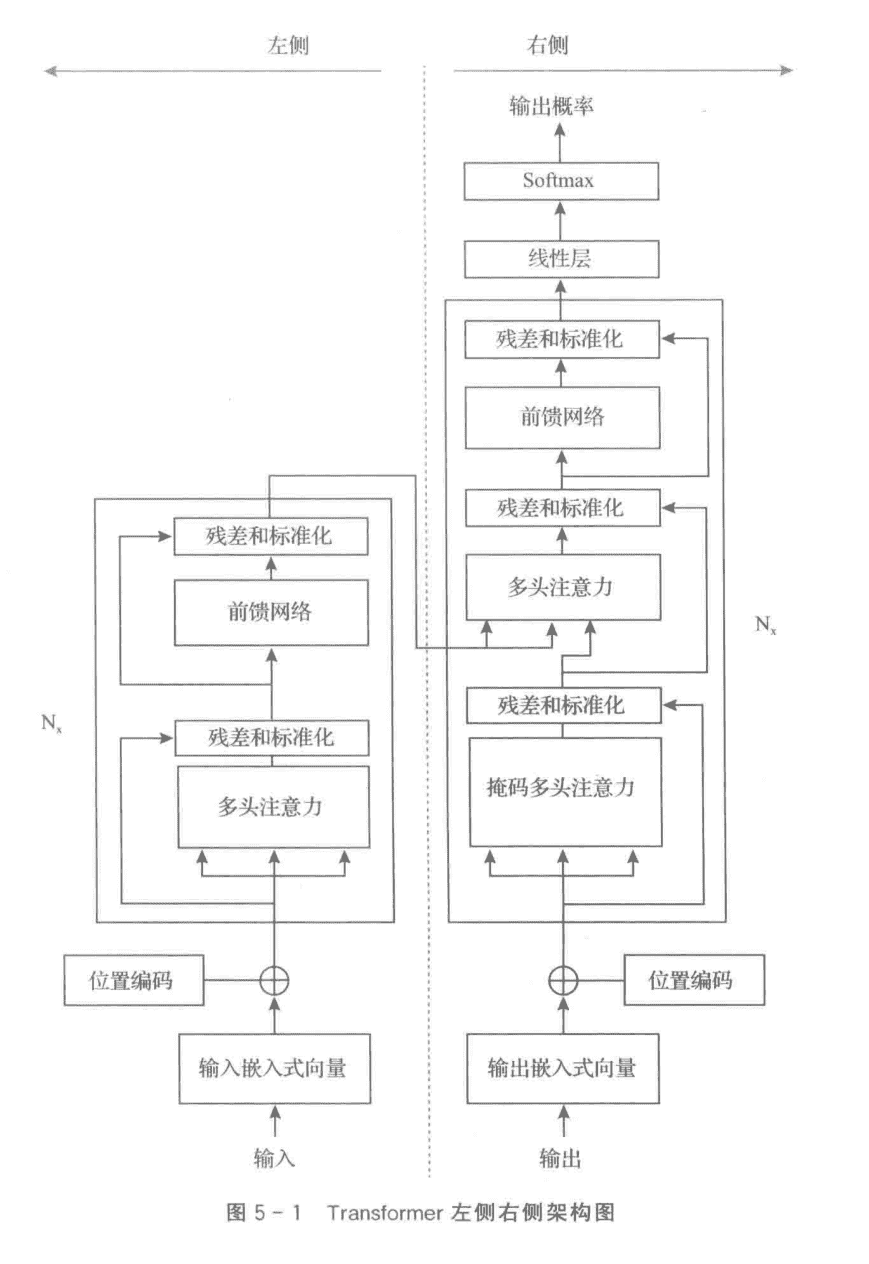 左侧
右侧
输出概率
Softmax
线性层
残差和标准化
前馈网络
残差和标准化
多头注意力
残差和标准化
掩码多头注意力
Nₓ
位置编码
输出嵌入式向量
输出
残差和标准化
前馈网络
残差和标准化
多头注意力
Nₓ
位置编码
输入嵌入式向量
输入
图 5-1 Transformer 左侧右侧架构图